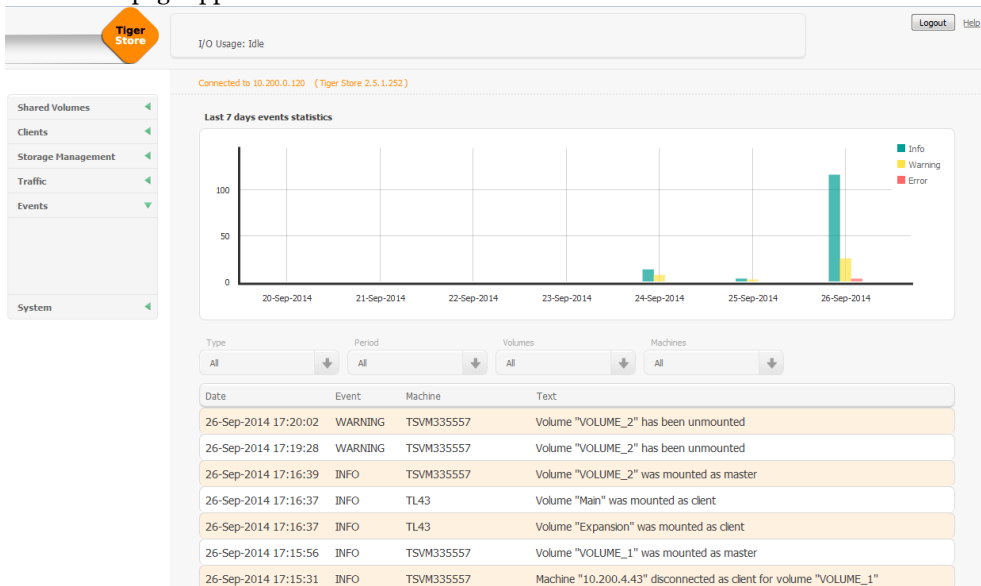 Tiger
Store
I/O Usage: Idle
Logout Help
Connected to 10.200.0.120 (Tiger Store 2.5.1.252)
Shared Volumes
Clients
Storage Management
Traffic
Events
System
Last 7 days events statistics
Info
Warning
Error
100
50
0
20-Sep-2014 21-Sep-2014 22-Sep-2014 23-Sep-2014 24-Sep-2014 25-Sep-2014 26-Sep-2014
Type Period Volumes Machines
All All All All
Date Event Machine Text
26-Sep-2014 17:20:02 WARNING TSVM335557 Volume "VOLUME_2" has been unmounted
26-Sep-2014 17:19:28 WARNING TSVM335557 Volume "VOLUME_2" has been unmounted
26-Sep-2014 17:16:39 INFO TSVM335557 Volume "VOLUME_2" was mounted as master
26-Sep-2014 17:16:37 INFO TL43 Volume "Main" was mounted as client
26-Sep-2014 17:16:37 INFO TL43 Volume "Expansion" was mounted as client
26-Sep-2014 17:15:56 INFO TSVM335557 Volume "VOLUME_1" was mounted as master
26-Sep-2014 17:15:31 INFO TSVM335557 Machine "10.200.4.43" disconnected as client for volume "VOLUME_1"